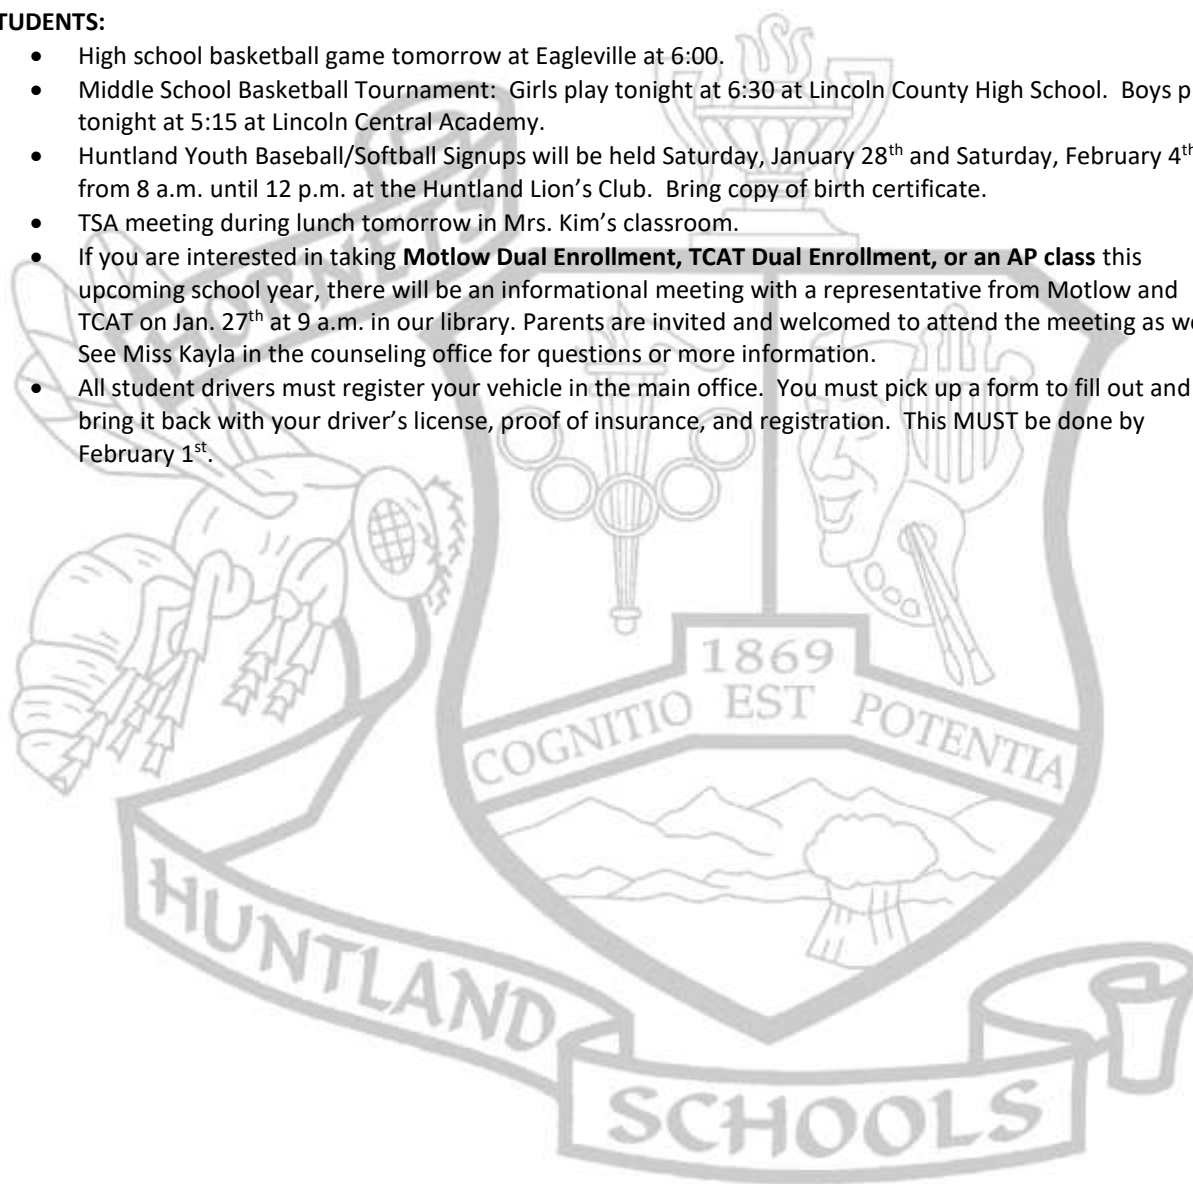 TUDENTS:
• High school basketball game tomorrow at Eagleville at 6:00.
• Middle School Basketball Tournament:  Girls play tonight at 6:30 at Lincoln County High School.  Boys p
tonight at 5:15 at Lincoln Central Academy.
• Huntland Youth Baseball/Softball Signups will be held Saturday, January 28th and Saturday, February 4th
from 8 a.m. until 12 p.m. at the Huntland Lion’s Club.  Bring copy of birth certificate.
• TSA meeting during lunch tomorrow in Mrs. Kim’s classroom.
• If you are interested in taking Motlow Dual Enrollment, TCAT Dual Enrollment, or an AP class this
upcoming school year, there will be an informational meeting with a representative from Motlow and
TCAT on Jan. 27th at 9 a.m. in our library. Parents are invited and welcomed to attend the meeting as we
See Miss Kayla in the counseling office for questions or more information.
• All student drivers must register your vehicle in the main office.  You must pick up a form to fill out and
bring it back with your driver’s license, proof of insurance, and registration.  This MUST be done by
February 1st.
HORNETS
1869
COGNITIO EST POTENTIA
HUNTLAND
SCHOOLS